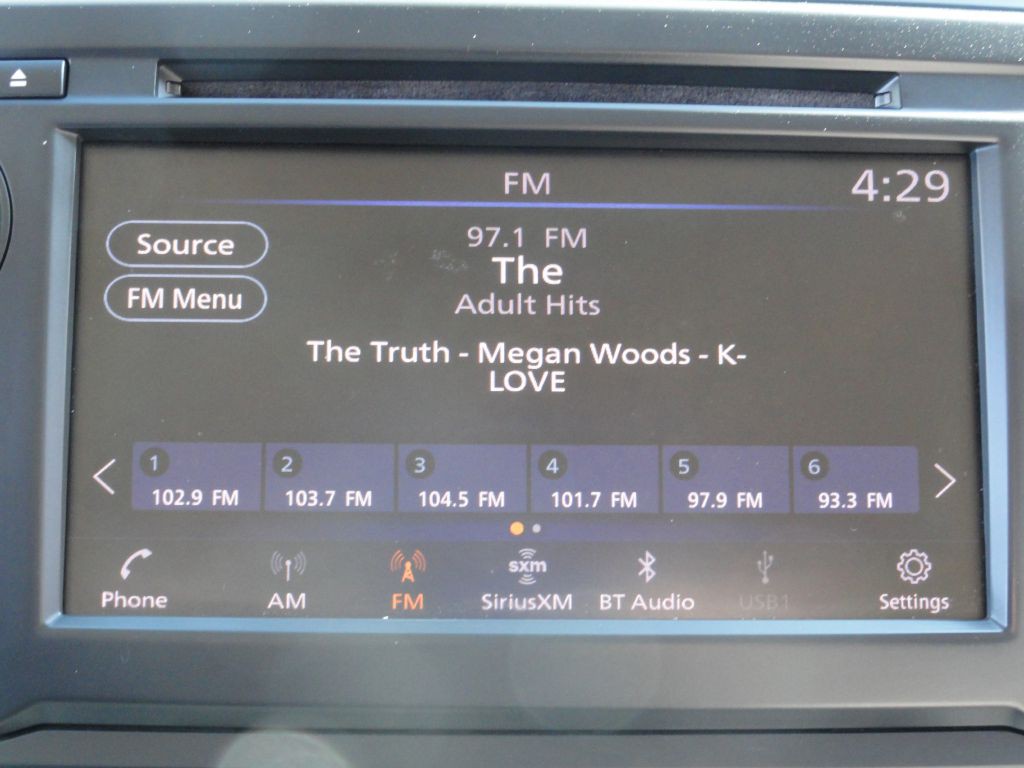 FM
4:29
Source
97.1 FM
The
FM Menu
Adult Hits
The Truth - Megan Woods - K-
LOVE
1
102.9 FM
2
103.7 FM
3
104.5 FM
4
101.7 FM
5
97.9 FM
6
93.3 FM
Phone
AM
FM
sxm
SiriusXM
BT Audio
USB1
Settings